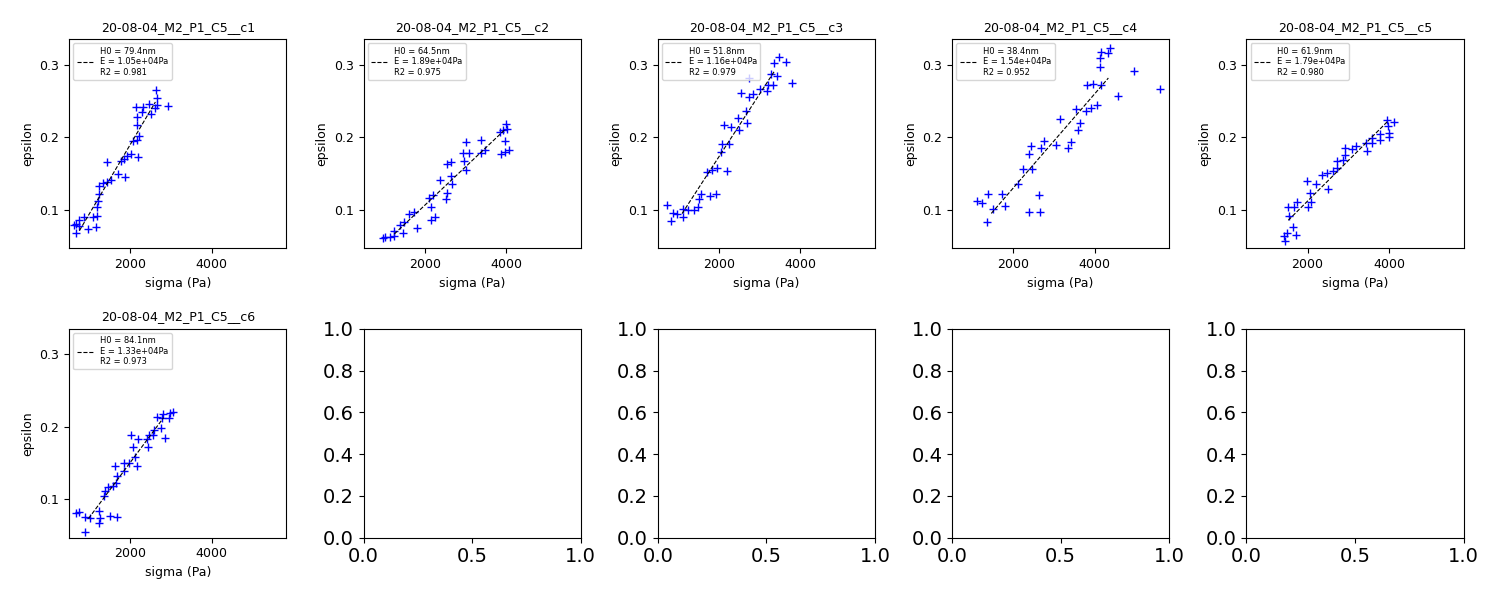 20-08-04_M2_P1_C5__c1
H0 = 79.4nm
E = 1.05e+04Pa
R2 = 0.981
0.3
0.2
0.1
epsilon
2000 4000
sigma (Pa)
20-08-04_M2_P1_C5__c2
H0 = 64.5nm
E = 1.89e+04Pa
R2 = 0.975
0.3
0.2
0.1
epsilon
2000 4000
sigma (Pa)
20-08-04_M2_P1_C5__c3
H0 = 51.8nm
E = 1.16e+04Pa
R2 = 0.979
0.3
0.2
0.1
epsilon
2000 4000
sigma (Pa)
20-08-04_M2_P1_C5__c4
H0 = 38.4nm
E = 1.54e+04Pa
R2 = 0.952
0.3
0.2
0.1
epsilon
2000 4000
sigma (Pa)
20-08-04_M2_P1_C5__c5
H0 = 61.9nm
E = 1.79e+04Pa
R2 = 0.980
0.3
0.2
0.1
epsilon
2000 4000
sigma (Pa)
20-08-04_M2_P1_C5__c6
H0 = 84.1nm
E = 1.33e+04Pa
R2 = 0.973
0.3
0.2
0.1
epsilon
2000 4000
sigma (Pa)
1.0
0.8
0.6
0.4
0.2
0.0
0.0 0.5 1.0
1.0
0.8
0.6
0.4
0.2
0.0
0.0 0.5 1.0
1.0
0.8
0.6
0.4
0.2
0.0
0.0 0.5 1.0
1.0
0.8
0.6
0.4
0.2
0.0
0.0 0.5 1.0